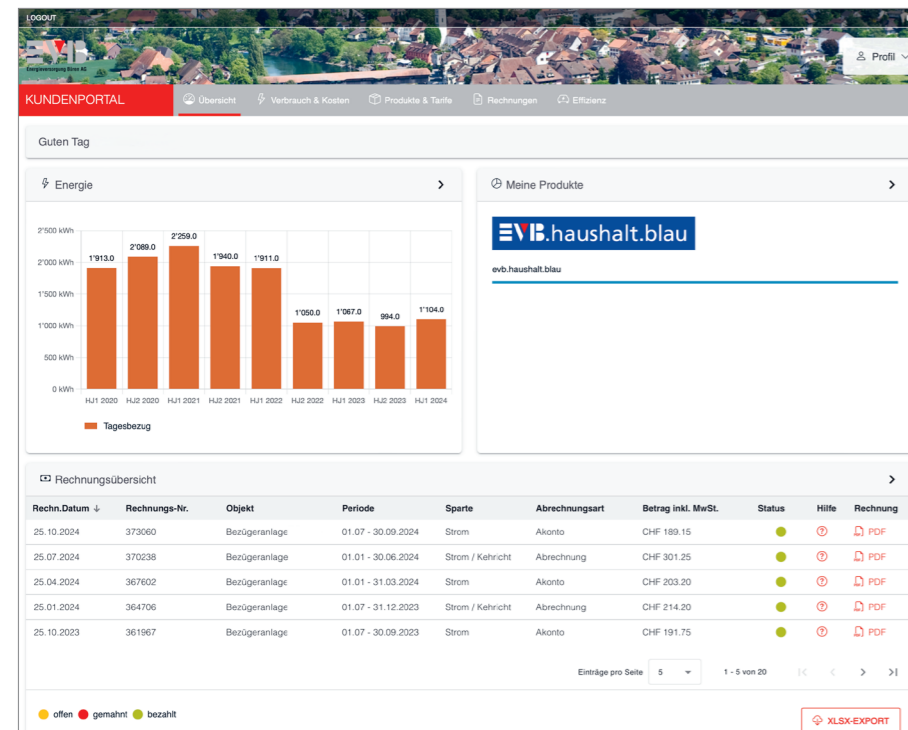 LOGOUT
EVB
Energieversorgung Büren AG
Profil
KUNDENPORTAL
Übersicht
Verbrauch & Kosten
Produkte & Tarife
Rechnungen
Effizienz
Guten Tag
Energie
2'500 kWh
2'000 kWh
1'500 kWh
1'000 kWh
500 kWh
0 kWh
1'913.0
2'089.0
2'259.0
1'940.0
1'911.0
1'050.0
1'067.0
994.0
1'104.0
HJ1 2020 HJ2 2020 HJ1 2021 HJ2 2021 HJ1 2022 HJ2 2022 HJ1 2023 HJ2 2023 HJ1 2024
Tagesbezug
Meine Produkte
EVB.haushalt.blau
evb.haushalt.blau
Rechnungsübersicht
Rechn.Datum Rechnungs-Nr. Objekt Periode Sparte Abrechnungsart Betrag inkl. MwSt. Status Hilfe Rechnung
25.10.2024 373060 Bezügeranlage 01.07 - 30.09.2024 Strom Akonto CHF 189.15 PDF
25.07.2024 370238 Bezügeranlage 01.01 - 30.06.2024 Strom / Kehricht Abrechnung CHF 301.25 PDF
25.04.2024 367602 Bezügeranlage 01.01 - 31.03.2024 Strom Akonto CHF 203.20 PDF
25.01.2024 364706 Bezügeranlage 01.07 - 31.12.2023 Strom / Kehricht Abrechnung CHF 214.20 PDF
25.10.2023 361967 Bezügeranlage 01.07 - 30.09.2023 Strom Akonto CHF 191.75 PDF
Einträge pro Seite 5 1 - 5 von 20
offen gemahnt bezahlt
XLSX-EXPORT